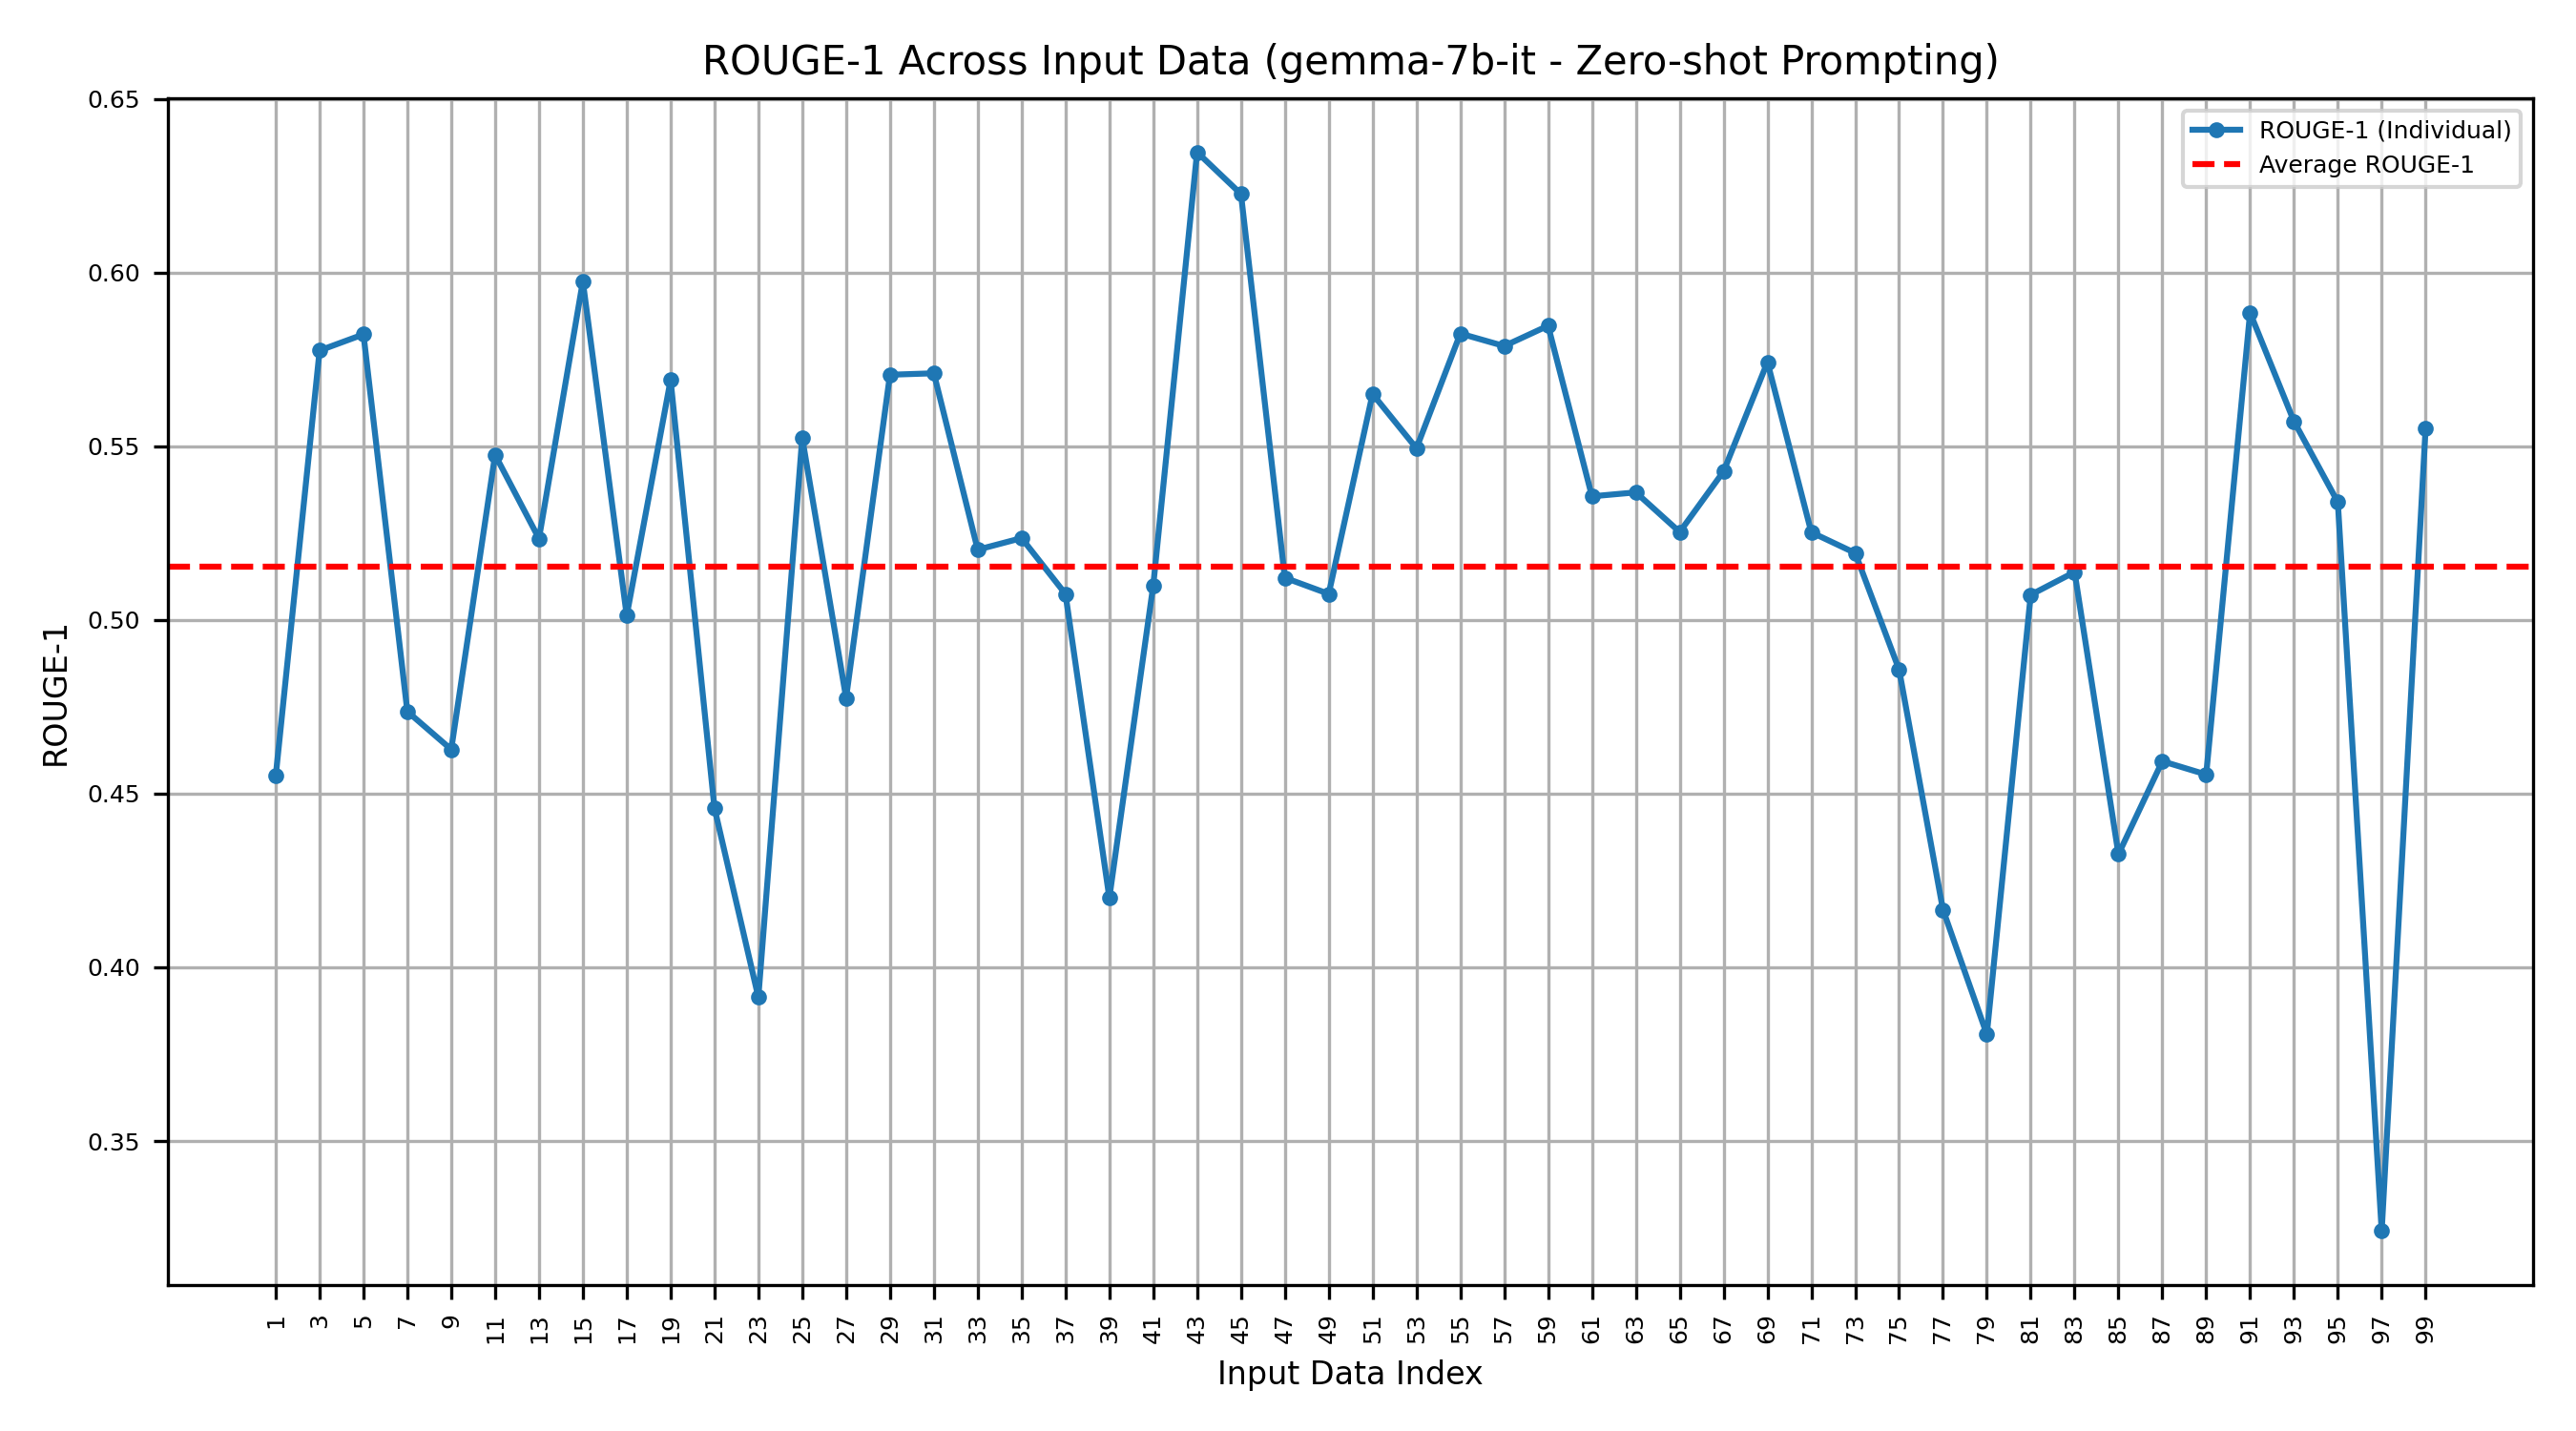 ROUGE-1 Across Input Data (gemma-7b-it - Zero-shot Prompting)
ROUGE-1 (Individual)
Average ROUGE-1
ROUGE-1
0.65
0.60
0.55
0.50
0.45
0.40
0.35
1 3 5 7 9 11 13 15 17 19 21 23 25 27 29 31 33 35 37 39 41 43 45 47 49 51 53 55 57 59 61 63 65 67 69 71 73 75 77 79 81 83 85 87 89 91 93 95 97 99
Input Data Index